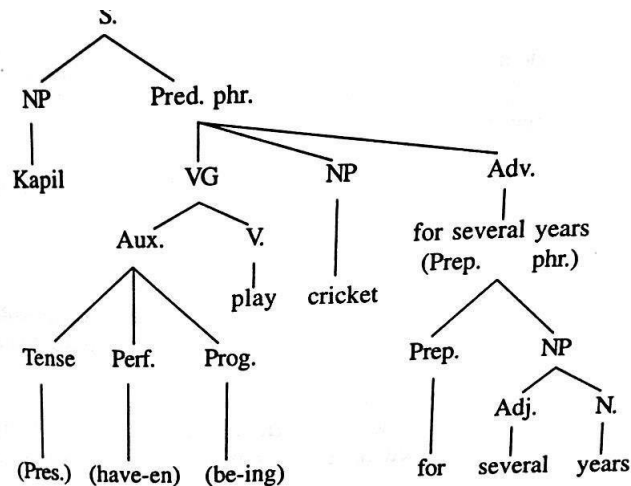 S.
NP Pred. phr.
Kapil VG NP Adv.
Aux. V. for several years
(Prep. phr.)
play cricket
Tense Perf. Prog. Prep. NP
Adj. N.
(Pres.) (have-en) (be-ing) for several years